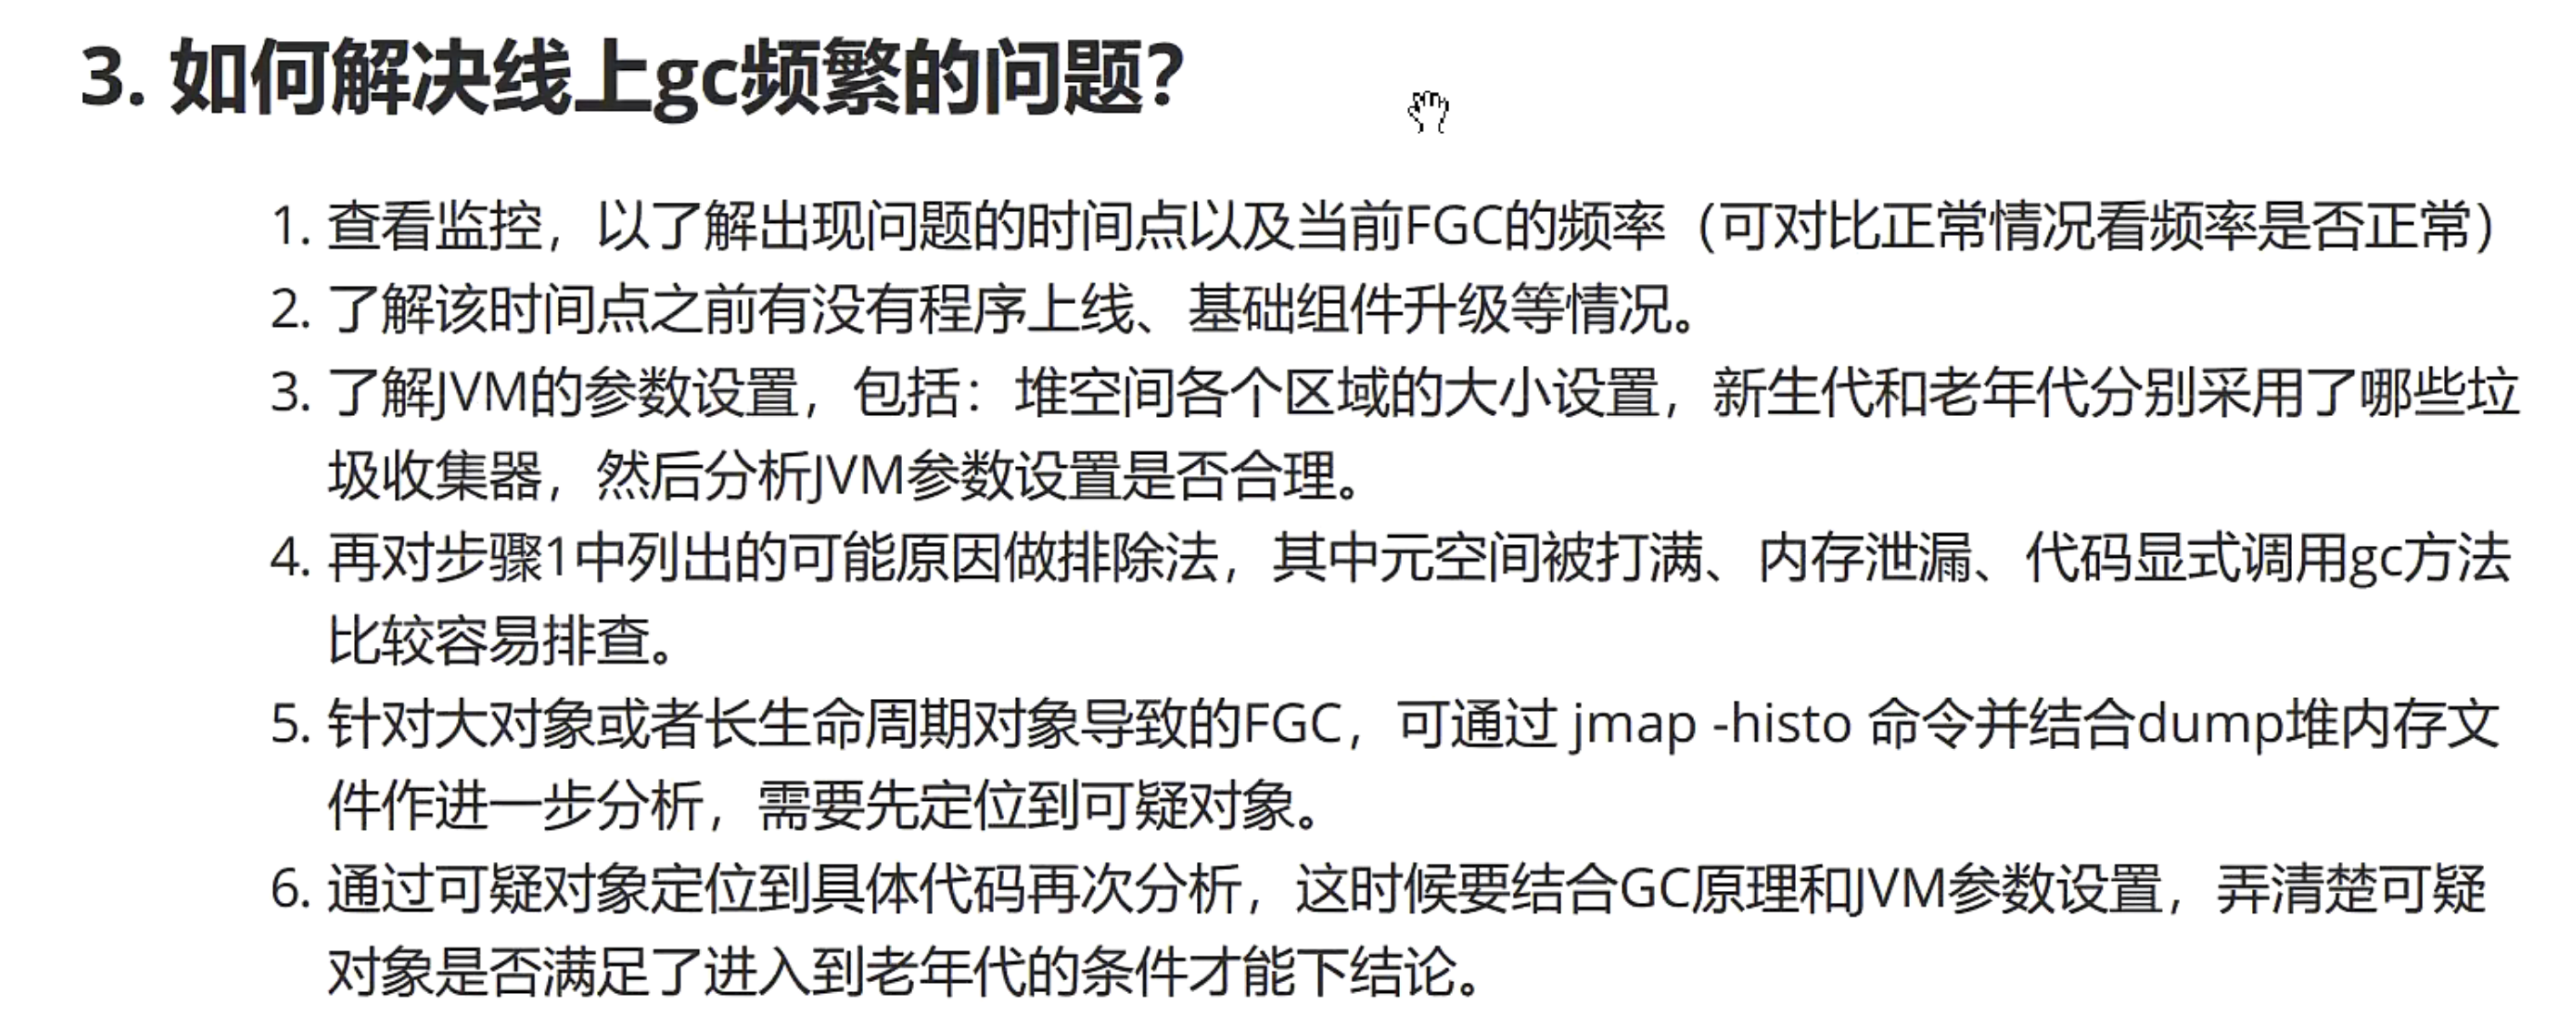 3. 如何解决线上gc频繁的问题？
1. 查看监控，以了解出现问题的时间点以及当前FGC的频率（可对比正常情况看频率是否正常）
2. 了解该时间点之前有没有程序上线、基础组件升级等情况。
3. 了解JVM的参数设置，包括：堆空间各个区域的大小设置，新生代和老年代分别采用了哪些垃
圾收集器，然后分析JVM参数设置是否合理。
4. 再对步骤1中列出的可能原因做排除法，其中元空间被打满、内存泄漏、代码显式调用gc方法
比较容易排查。
5. 针对大对象或者长生命周期对象导致的FGC，可通过 jmap -histo 命令并结合dump堆内存文
件作进一步分析，需要先定位到可疑对象。
6. 通过可疑对象定位到具体代码再次分析，这时候要结合GC原理和JVM参数设置，弄清楚可疑
对象是否满足了进入到老年代的条件才能下结论。